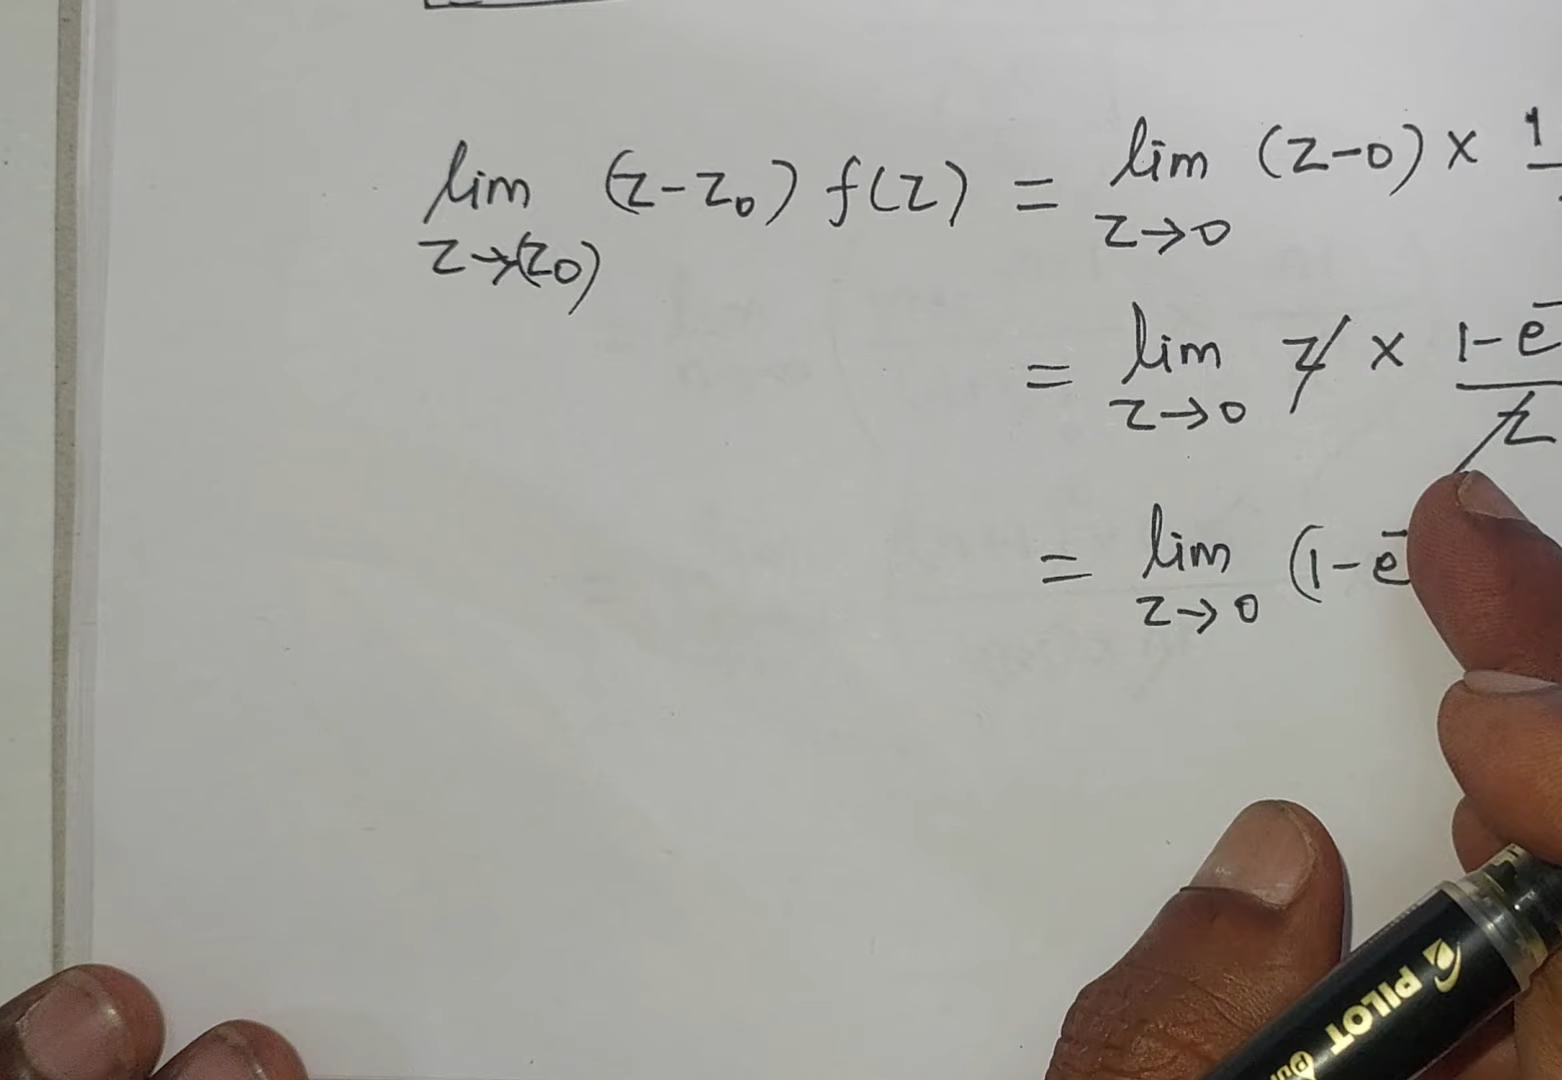 lim (z-z₀) f(z) = lim (z-0) × 1
z→(z₀) z→0
= lim z × 1-e⁻ / z
z→0
= lim (1-e⁻
z→0
PILOT